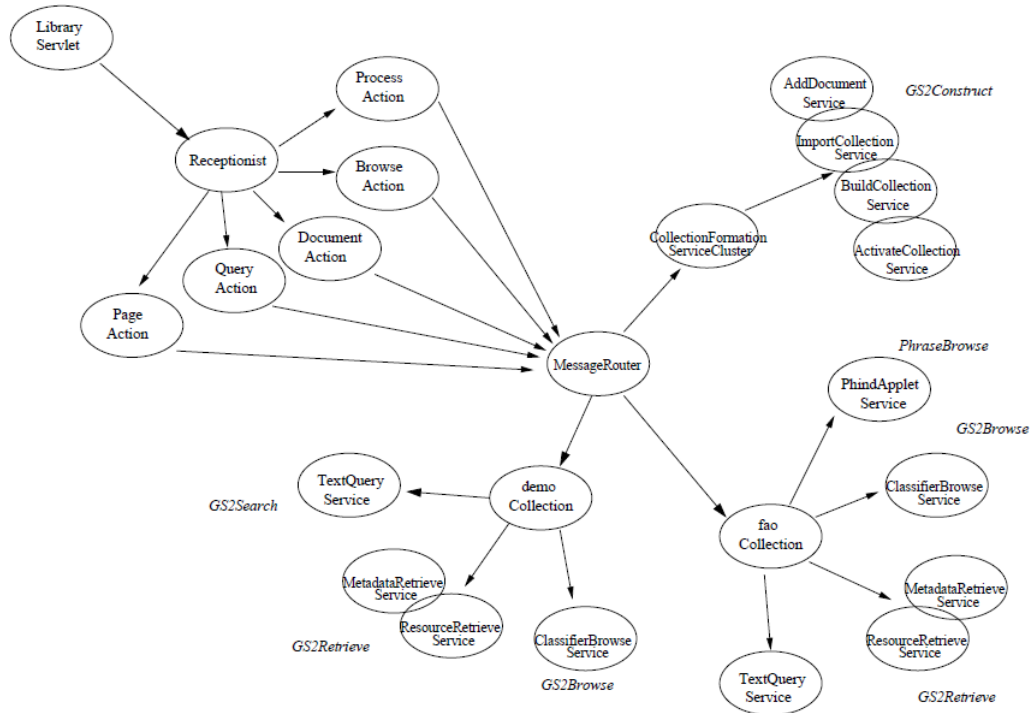 Library
Servlet
Process
Action
Receptionist
Browse
Action
Document
Action
Query
Action
Page
Action
AddDocument
Service
GS2Construct
ImportCollection
Service
BuildCollection
Service
CollectionFormation
ServiceCluster
ActivateCollection
Service
MessageRouter
PhraseBrowse
PhindApplet
Service
GS2Browse
TextQuery
Service
GS2Search
demo
Collection
ClassifierBrowse
Service
fao
Collection
MetadataRetrieve
Service
ResourceRetrieve
Service
GS2Retrieve
ClassifierBrowse
Service
GS2Browse
MetadataRetrieve
Service
ResourceRetrieve
Service
TextQuery
Service
GS2Retrieve